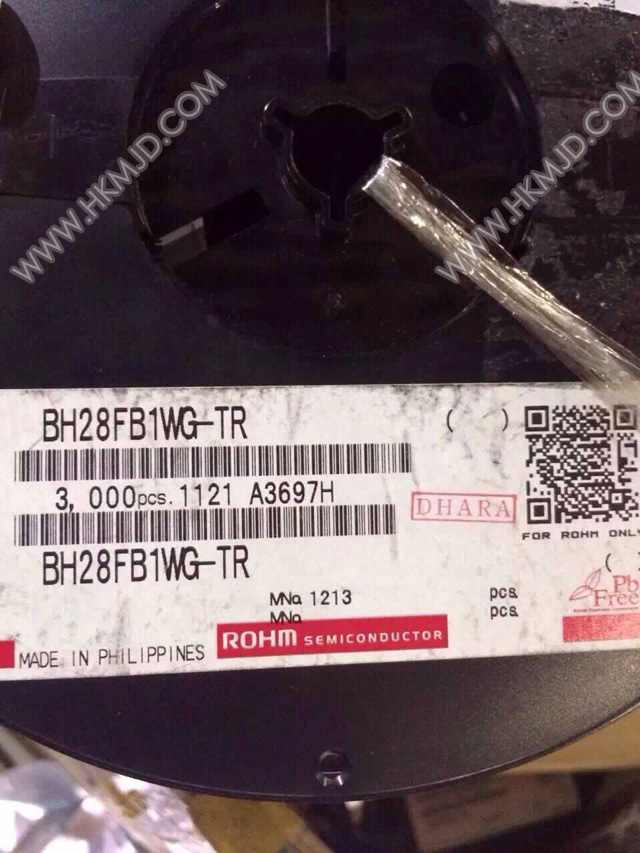 WWW.HKMJD.COM
WWW.HKMJD.COM
BH28FB1WG-TR
( )
3,000pcs. 1121 A3697H
DHARA
FOR ROHM ONLY
BH28FB1WG-TR
( )
MNo. 1213 pcs.
MNo. pcs.
Pb
Free
ROHM SEMICONDUCTOR
MADE IN PHILIPPINES